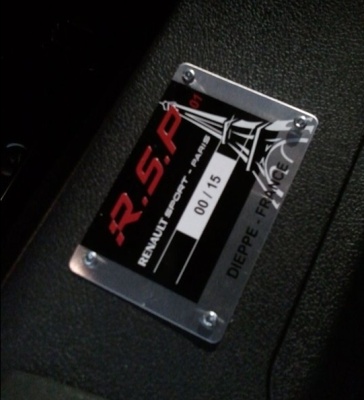 R.S.P 01
RENAULT SPORT - PARIS
00 / 15
DIEPPE - FRANCE